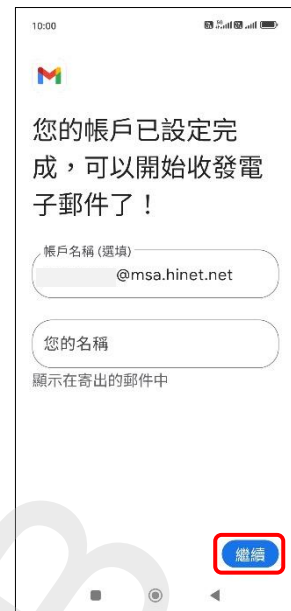 10:00
您的帳戶已設定完
成，可以開始收發電
子郵件了！
帳戶名稱 (選填)
@msa.hinet.net
您的名稱
顯示在寄出的郵件中
繼續